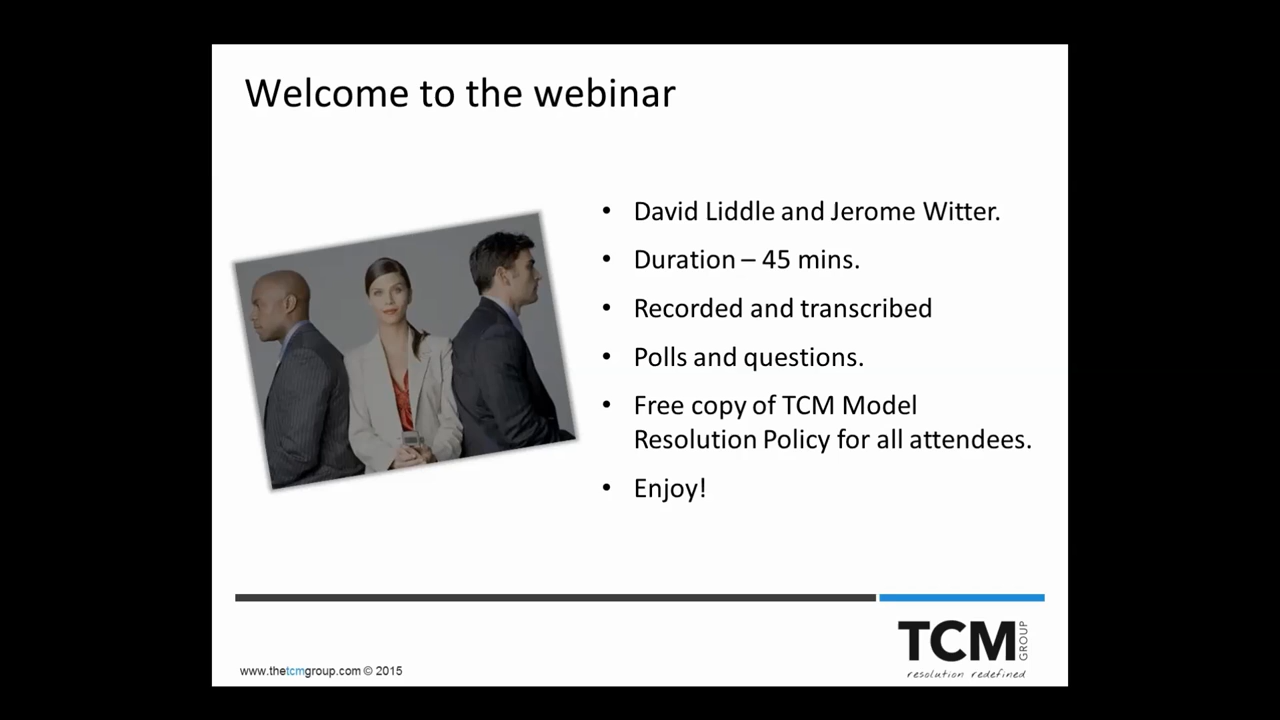 Welcome to the webinar
• David Liddle and Jerome Witter.
• Duration – 45 mins.
• Recorded and transcribed
• Polls and questions.
• Free copy of TCM Model
Resolution Policy for all attendees.
• Enjoy!
TCM GROUP
resolution redefined
www.thetcmgroup.com © 2015